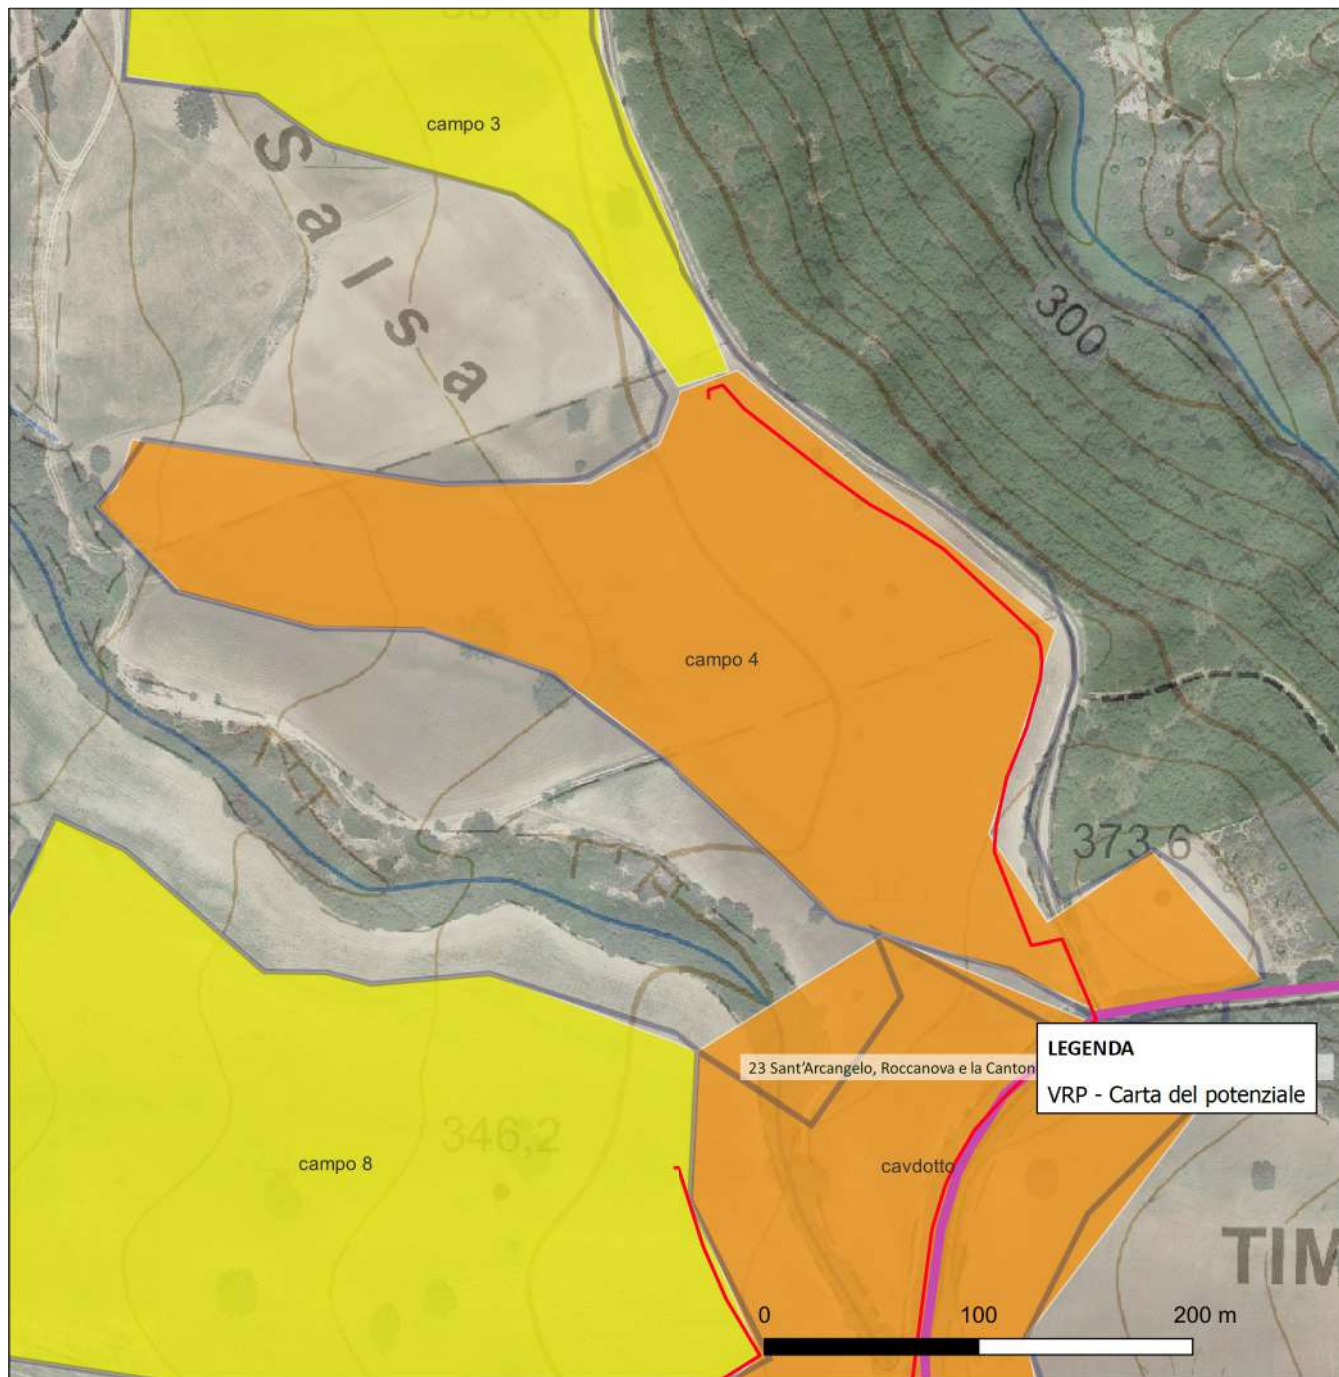 campo 3
Salsa
300
campo 4
373,6
LEGENDA
VRP - Carta del potenziale
23 Sant'Arcangelo, Roccanova e la Canton
346,2
campo 8
cavdotto
TIM
0 100 200 m